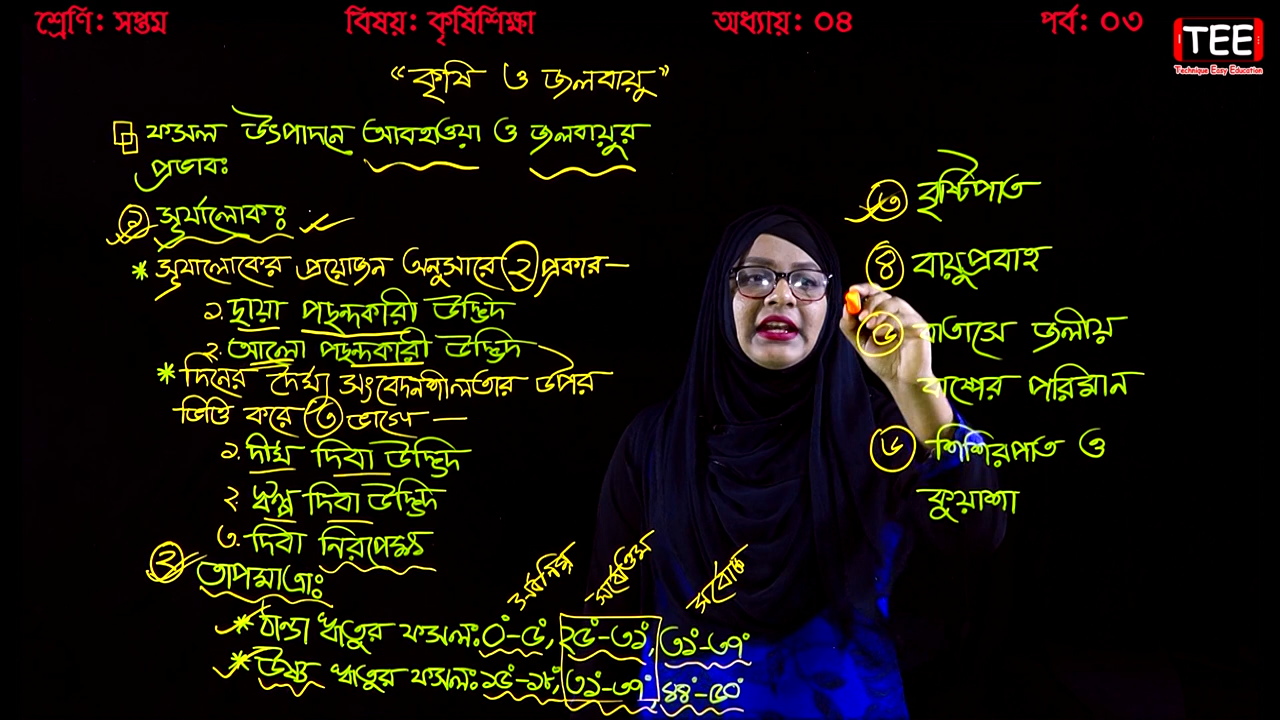 শ্রেণি: সপ্তম
বিষয়: কৃষিশিক্ষা
অধ্যায়: ০৪
পর্ব: ০৩
TEE
Technique Easy Education
“কৃষি ও জলবায়ু”
ফসল উৎপাদনে আবহাওয়া ও জলবায়ুর
প্রভাবঃ
১ সূর্যালোকঃ
* সূর্যালোকের প্রয়োজন অনুসারে ২ প্রকার—
১. ছায়া পছন্দকারী উদ্ভিদ
২. আলো পছন্দকারী উদ্ভিদ
* দিনের দৈর্ঘ্য সংবেদনশীলতার উপর
ভিত্তি করে ৩ ভাগে —
১. দীর্ঘ দিবা উদ্ভিদ
২. স্বল্প দিবা উদ্ভিদ
৩. দিবা নিরপেক্ষ
২ তাপমাত্রাঃ
সর্বনিম্ন সর্বোত্তম সর্বোচ্চ
* ঠান্ডা ঋতুর ফসলঃ ০°-৫°, ২৫°-৩১°, ৩১°-৩৭°
* উষ্ণ ঋতুর ফসলঃ ১৫°-১৮°, ৩১°-৩৭° ৪৪°-৫০°
৩ বৃষ্টিপাত
৪ বায়ুপ্রবাহ
৫ বাতাসে জলীয়
বাষ্পের পরিমান
৬ শিশিরপাত ও
কুয়াশা